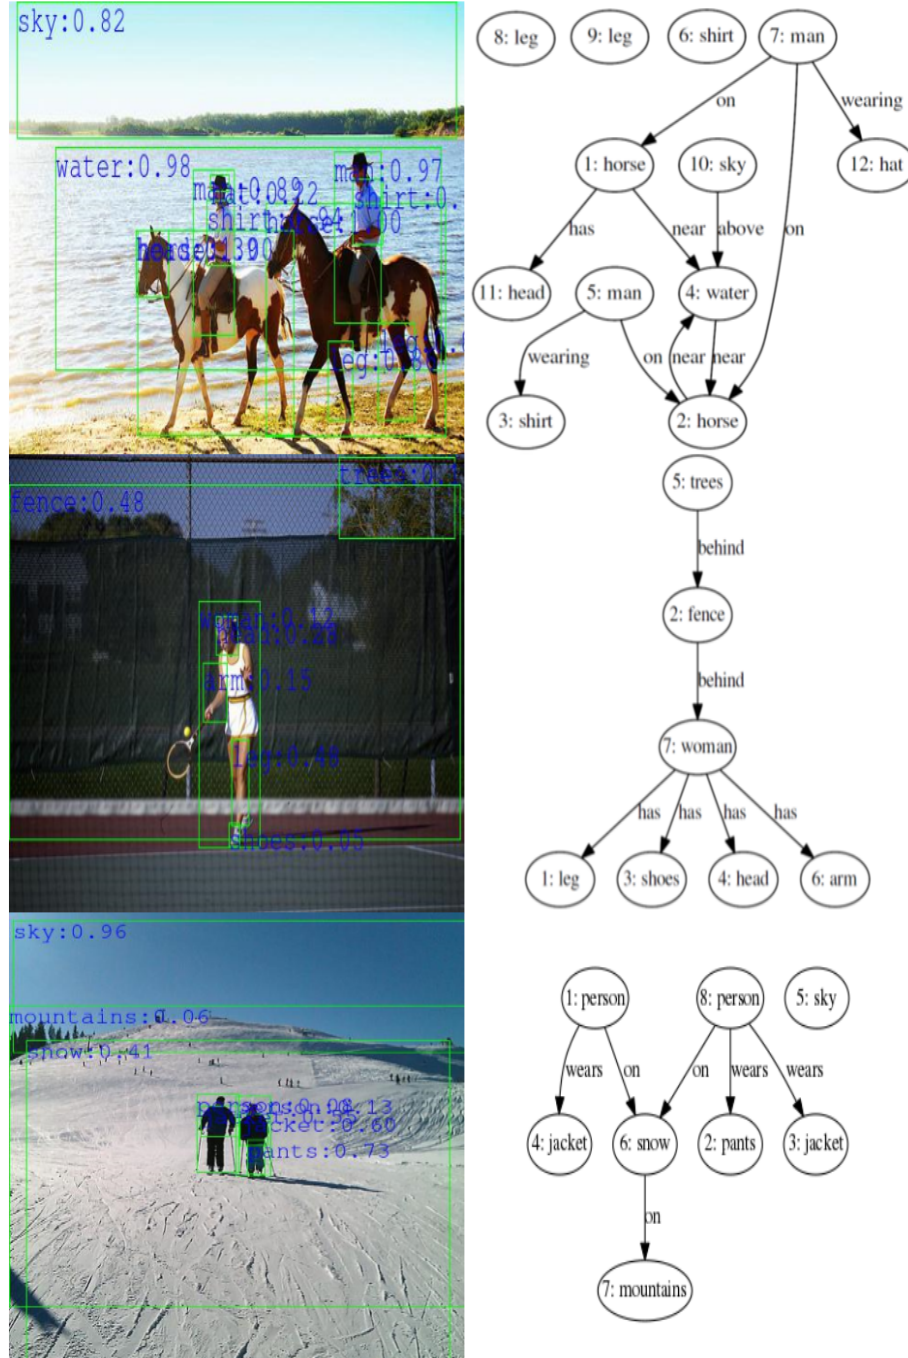 sky:0.82
8: leg
9: leg
6: shirt
7: man
on
wearing
water:0.98
man:0.97
1: horse
10: sky
12: hat
has
near
above
on
11: head
5: man
4: water
wearing
on
near
near
3: shirt
2: horse
trees:0.
5: trees
fence:0.48
behind
2: fence
behind
arm:0.15
7: woman
leg:0.48
has
has
has
has
shoes:0.05
1: leg
3: shoes
4: head
6: arm
sky:0.96
1: person
8: person
5: sky
mountains:0.06
snow:0.41
wears
on
on
wears
wears
jacket:0.60
pants:0.73
4: jacket
6: snow
2: pants
3: jacket
on
7: mountains